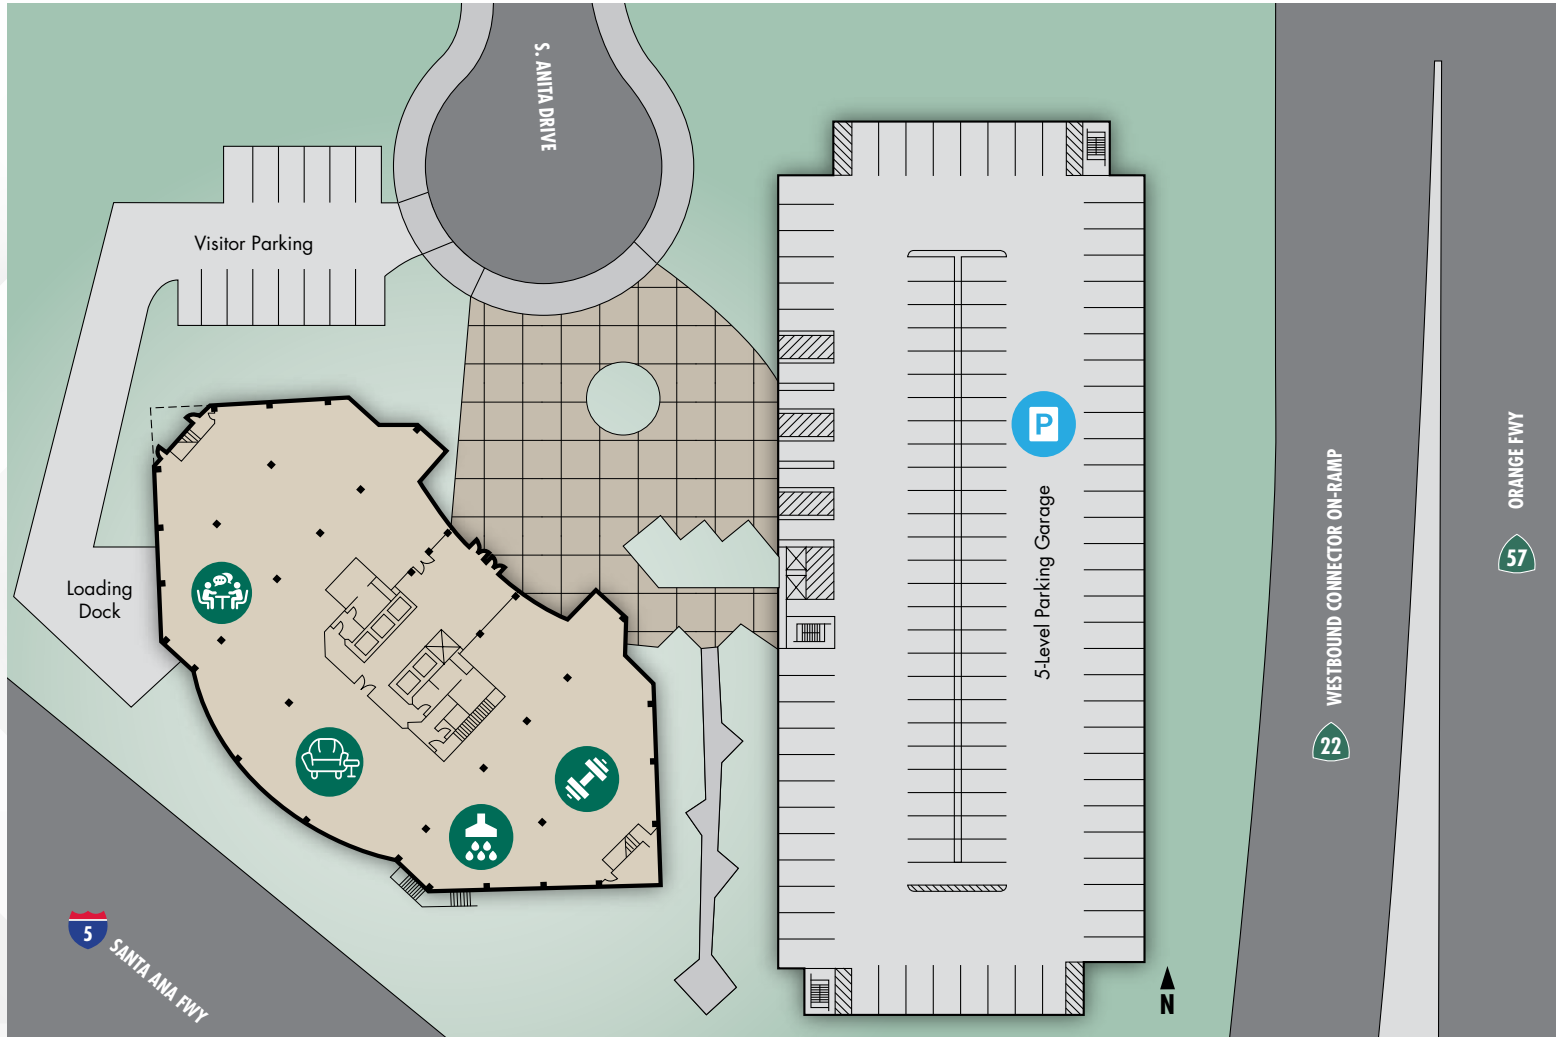 S. ANITA DRIVE
Visitor Parking
P
5-Level Parking Garage
Loading
Dock
WESTBOUND CONNECTOR ON-RAMP
22
ORANGE FWY
57
5
SANTA ANA FWY
N